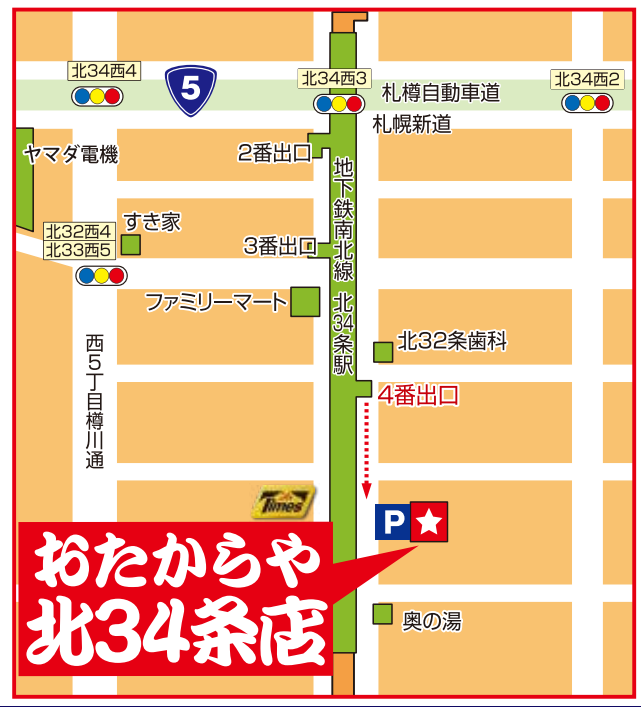 北34西4
5
北34西3
北34西2
札樽自動車道
札幌新道
ヤマダ電機
2番出口
地下鉄南北線 北34条駅
すき家
北32西4
北33西5
3番出口
ファミリーマート
北32条歯科
西5丁目樽川通
4番出口
Times
P
おたからや
北34条店
奥の湯